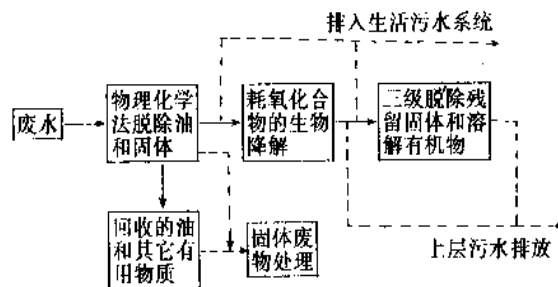 排入生活污水系统
废水
物理化学
法脱除油
和固体
耗氧化合
物的生物
降解
三级脱除残
留固体和溶
解有机物
回收的油
和其它有
用物质
固体废
物处理
上层污水排放